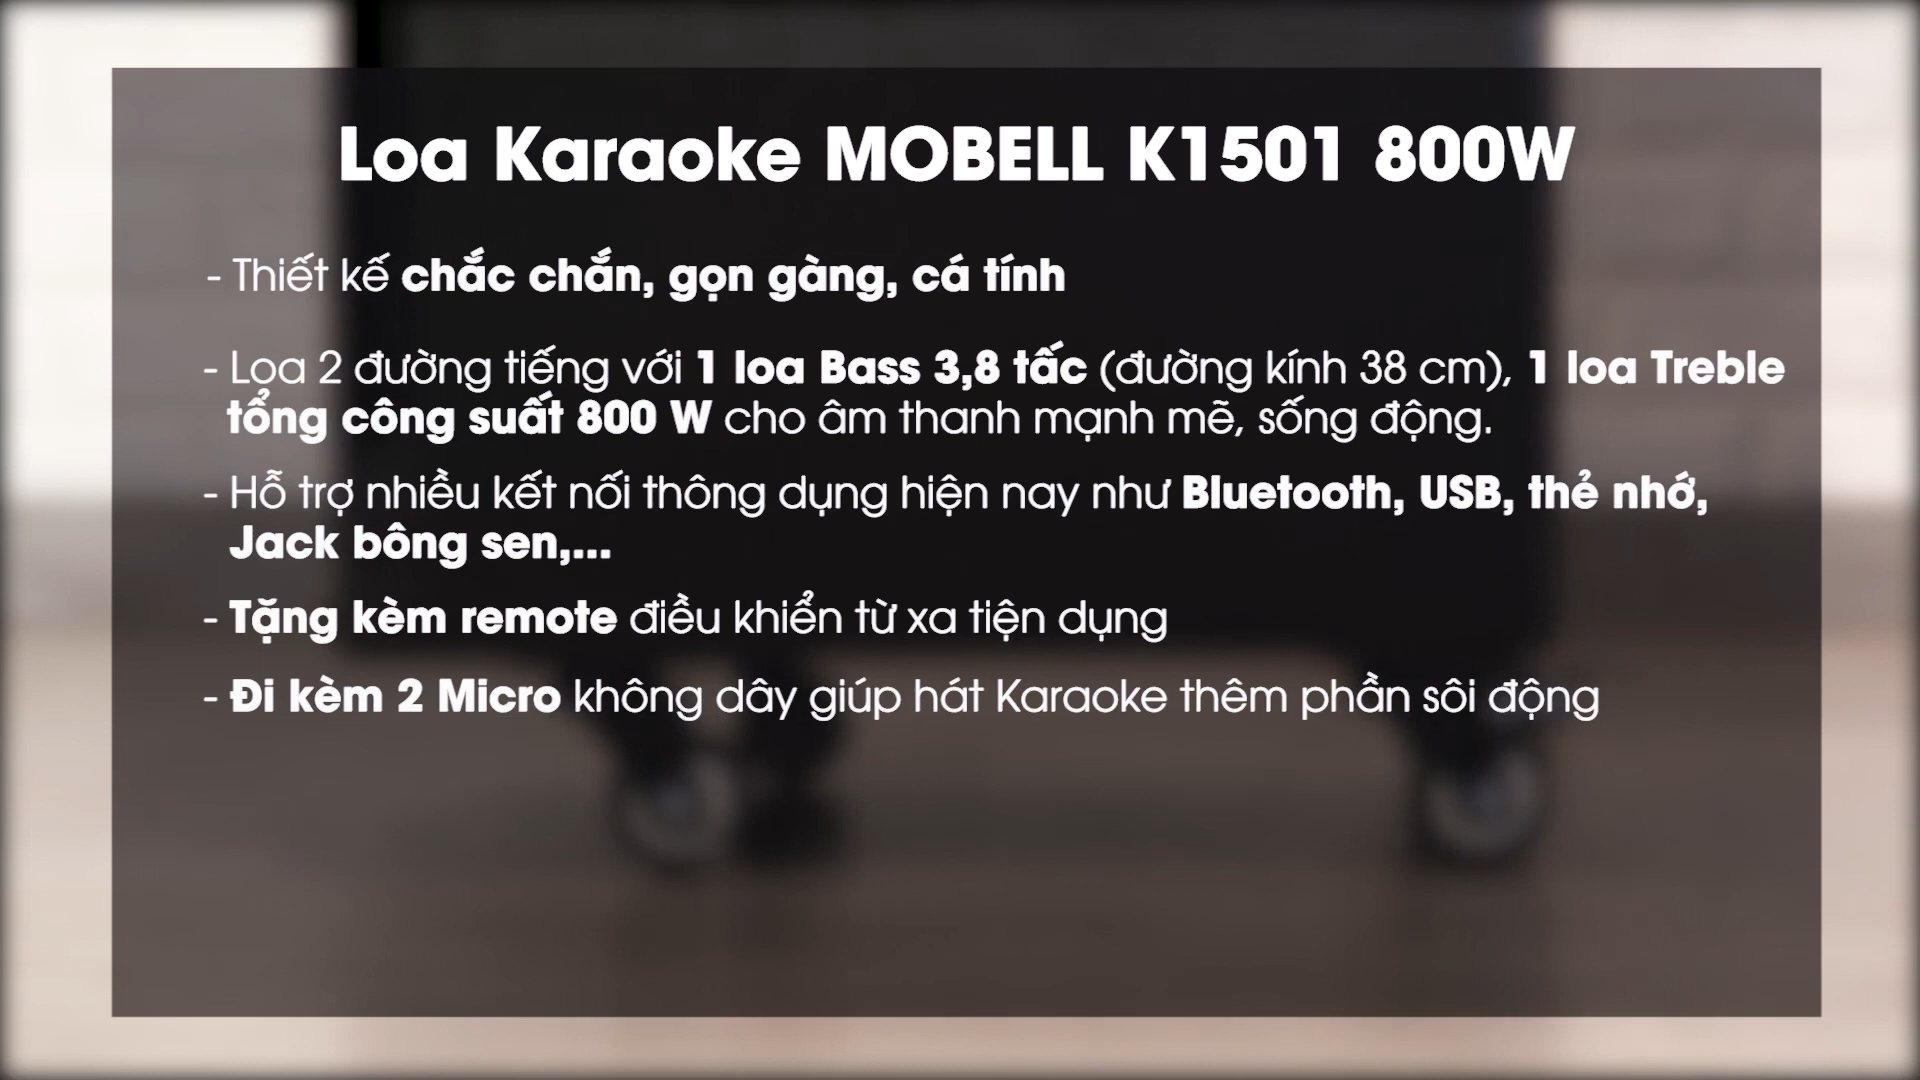 Loa Karaoke MOBELL K1501 800W
- Thiết kế chắc chắn, gọn gàng, cá tính
- Loa 2 đường tiếng với 1 loa Bass 3,8 tấc (đường kính 38 cm), 1 loa Treble
tổng công suất 800 W cho âm thanh mạnh mẽ, sống động.
- Hỗ trợ nhiều kết nối thông dụng hiện nay như Bluetooth, USB, thẻ nhớ,
Jack bông sen,...
- Tặng kèm remote điều khiển từ xa tiện dụng
- Đi kèm 2 Micro không dây giúp hát Karaoke thêm phần sôi động